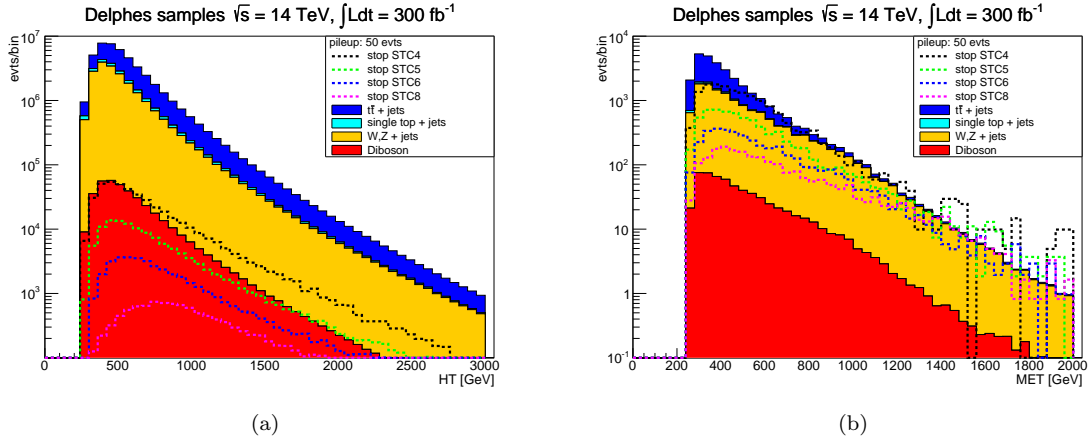 Delphes samples √s = 14 TeV, ∫Ldt = 300 fb⁻¹
evts/bin
10⁷
10⁶
10⁵
10⁴
10³
pileup: 50 evts
stop STC4
stop STC5
stop STC6
stop STC8
tt̄ + jets
single top + jets
W,Z + jets
Diboson
0 500 1000 1500 2000 2500 3000
HT [GeV]
(a)
Delphes samples √s = 14 TeV, ∫Ldt = 300 fb⁻¹
evts/bin
10⁴
10³
10²
10
1
10⁻¹
pileup: 50 evts
stop STC4
stop STC5
stop STC6
stop STC8
tt̄ + jets
single top + jets
W,Z + jets
Diboson
0 200 400 600 800 1000 1200 1400 1600 1800 2000
MET [GeV]
(b)